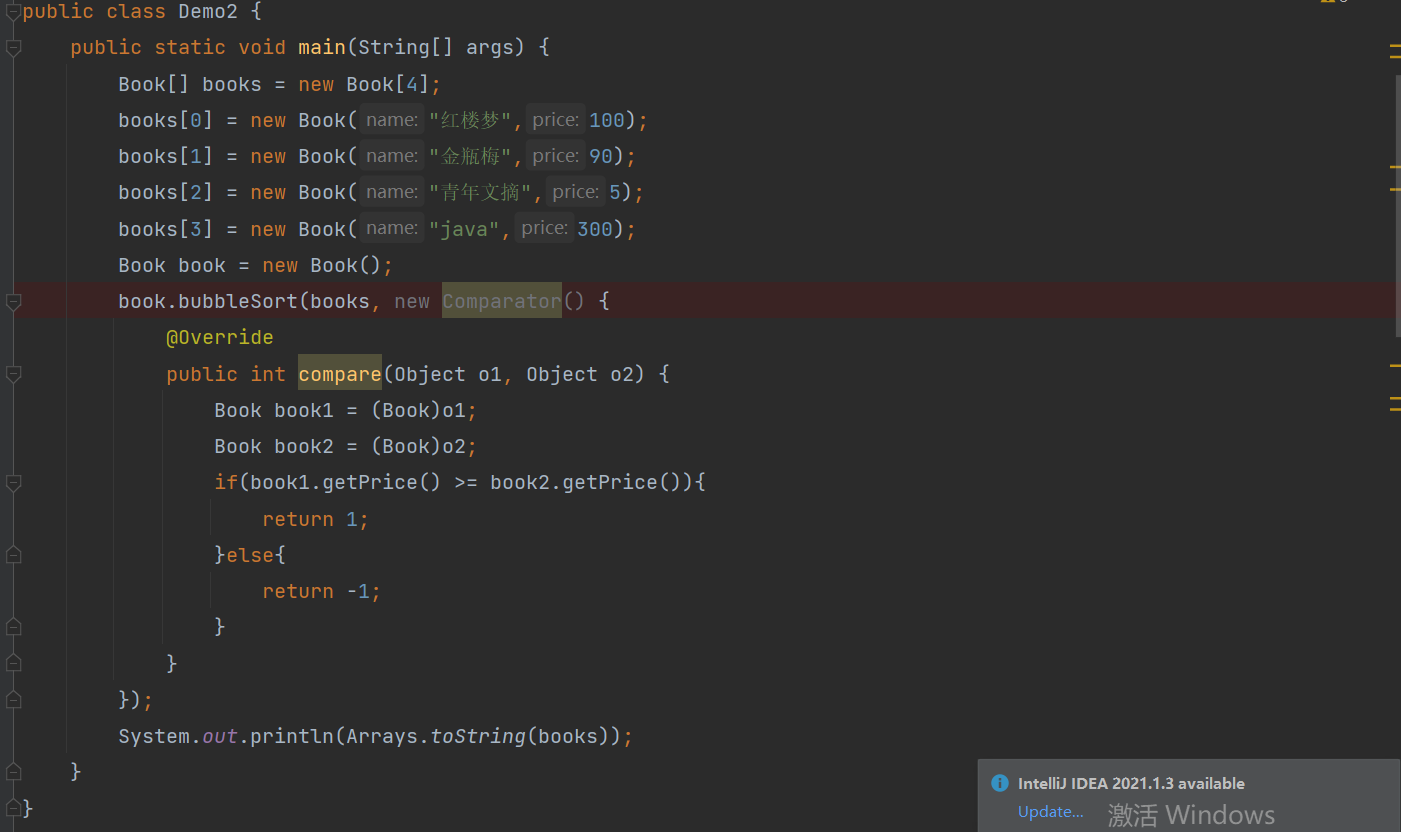 public class Demo2 {
    public static void main(String[] args) {
        Book[] books = new Book[4];
        books[0] = new Book( name: "红楼梦", price: 100);
        books[1] = new Book( name: "金瓶梅", price: 90);
        books[2] = new Book( name: "青年文摘", price: 5);
        books[3] = new Book( name: "java", price: 300);
        Book book = new Book();
        book.bubbleSort(books, new Comparator() {
            @Override
            public int compare(Object o1, Object o2) {
                Book book1 = (Book)o1;
                Book book2 = (Book)o2;
                if(book1.getPrice() >= book2.getPrice()){
                    return 1;
                }else{
                    return -1;
                }
            }
        });
        System.out.println(Arrays.toString(books));
    }
}
IntelliJ IDEA 2021.1.3 available
Update...
激活 Windows